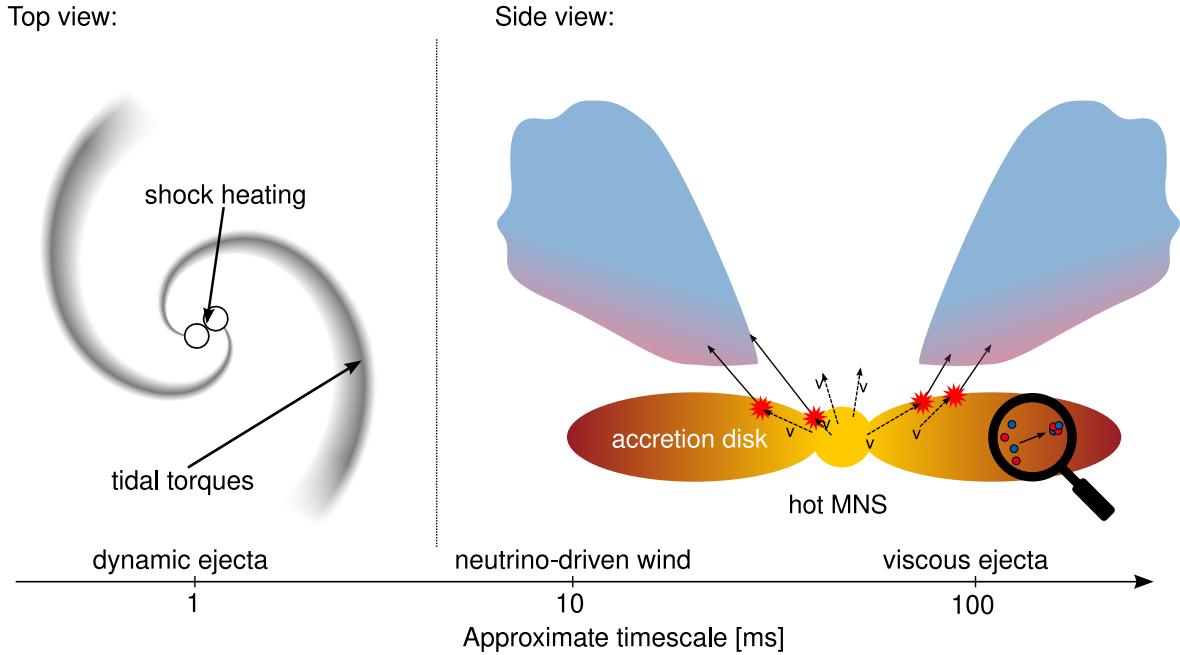 Top view:
Side view:
shock heating
tidal torques
v
v
v
v
v
v
accretion disk
hot MNS
dynamic ejecta
neutrino-driven wind
viscous ejecta
1
10
100
Approximate timescale [ms]